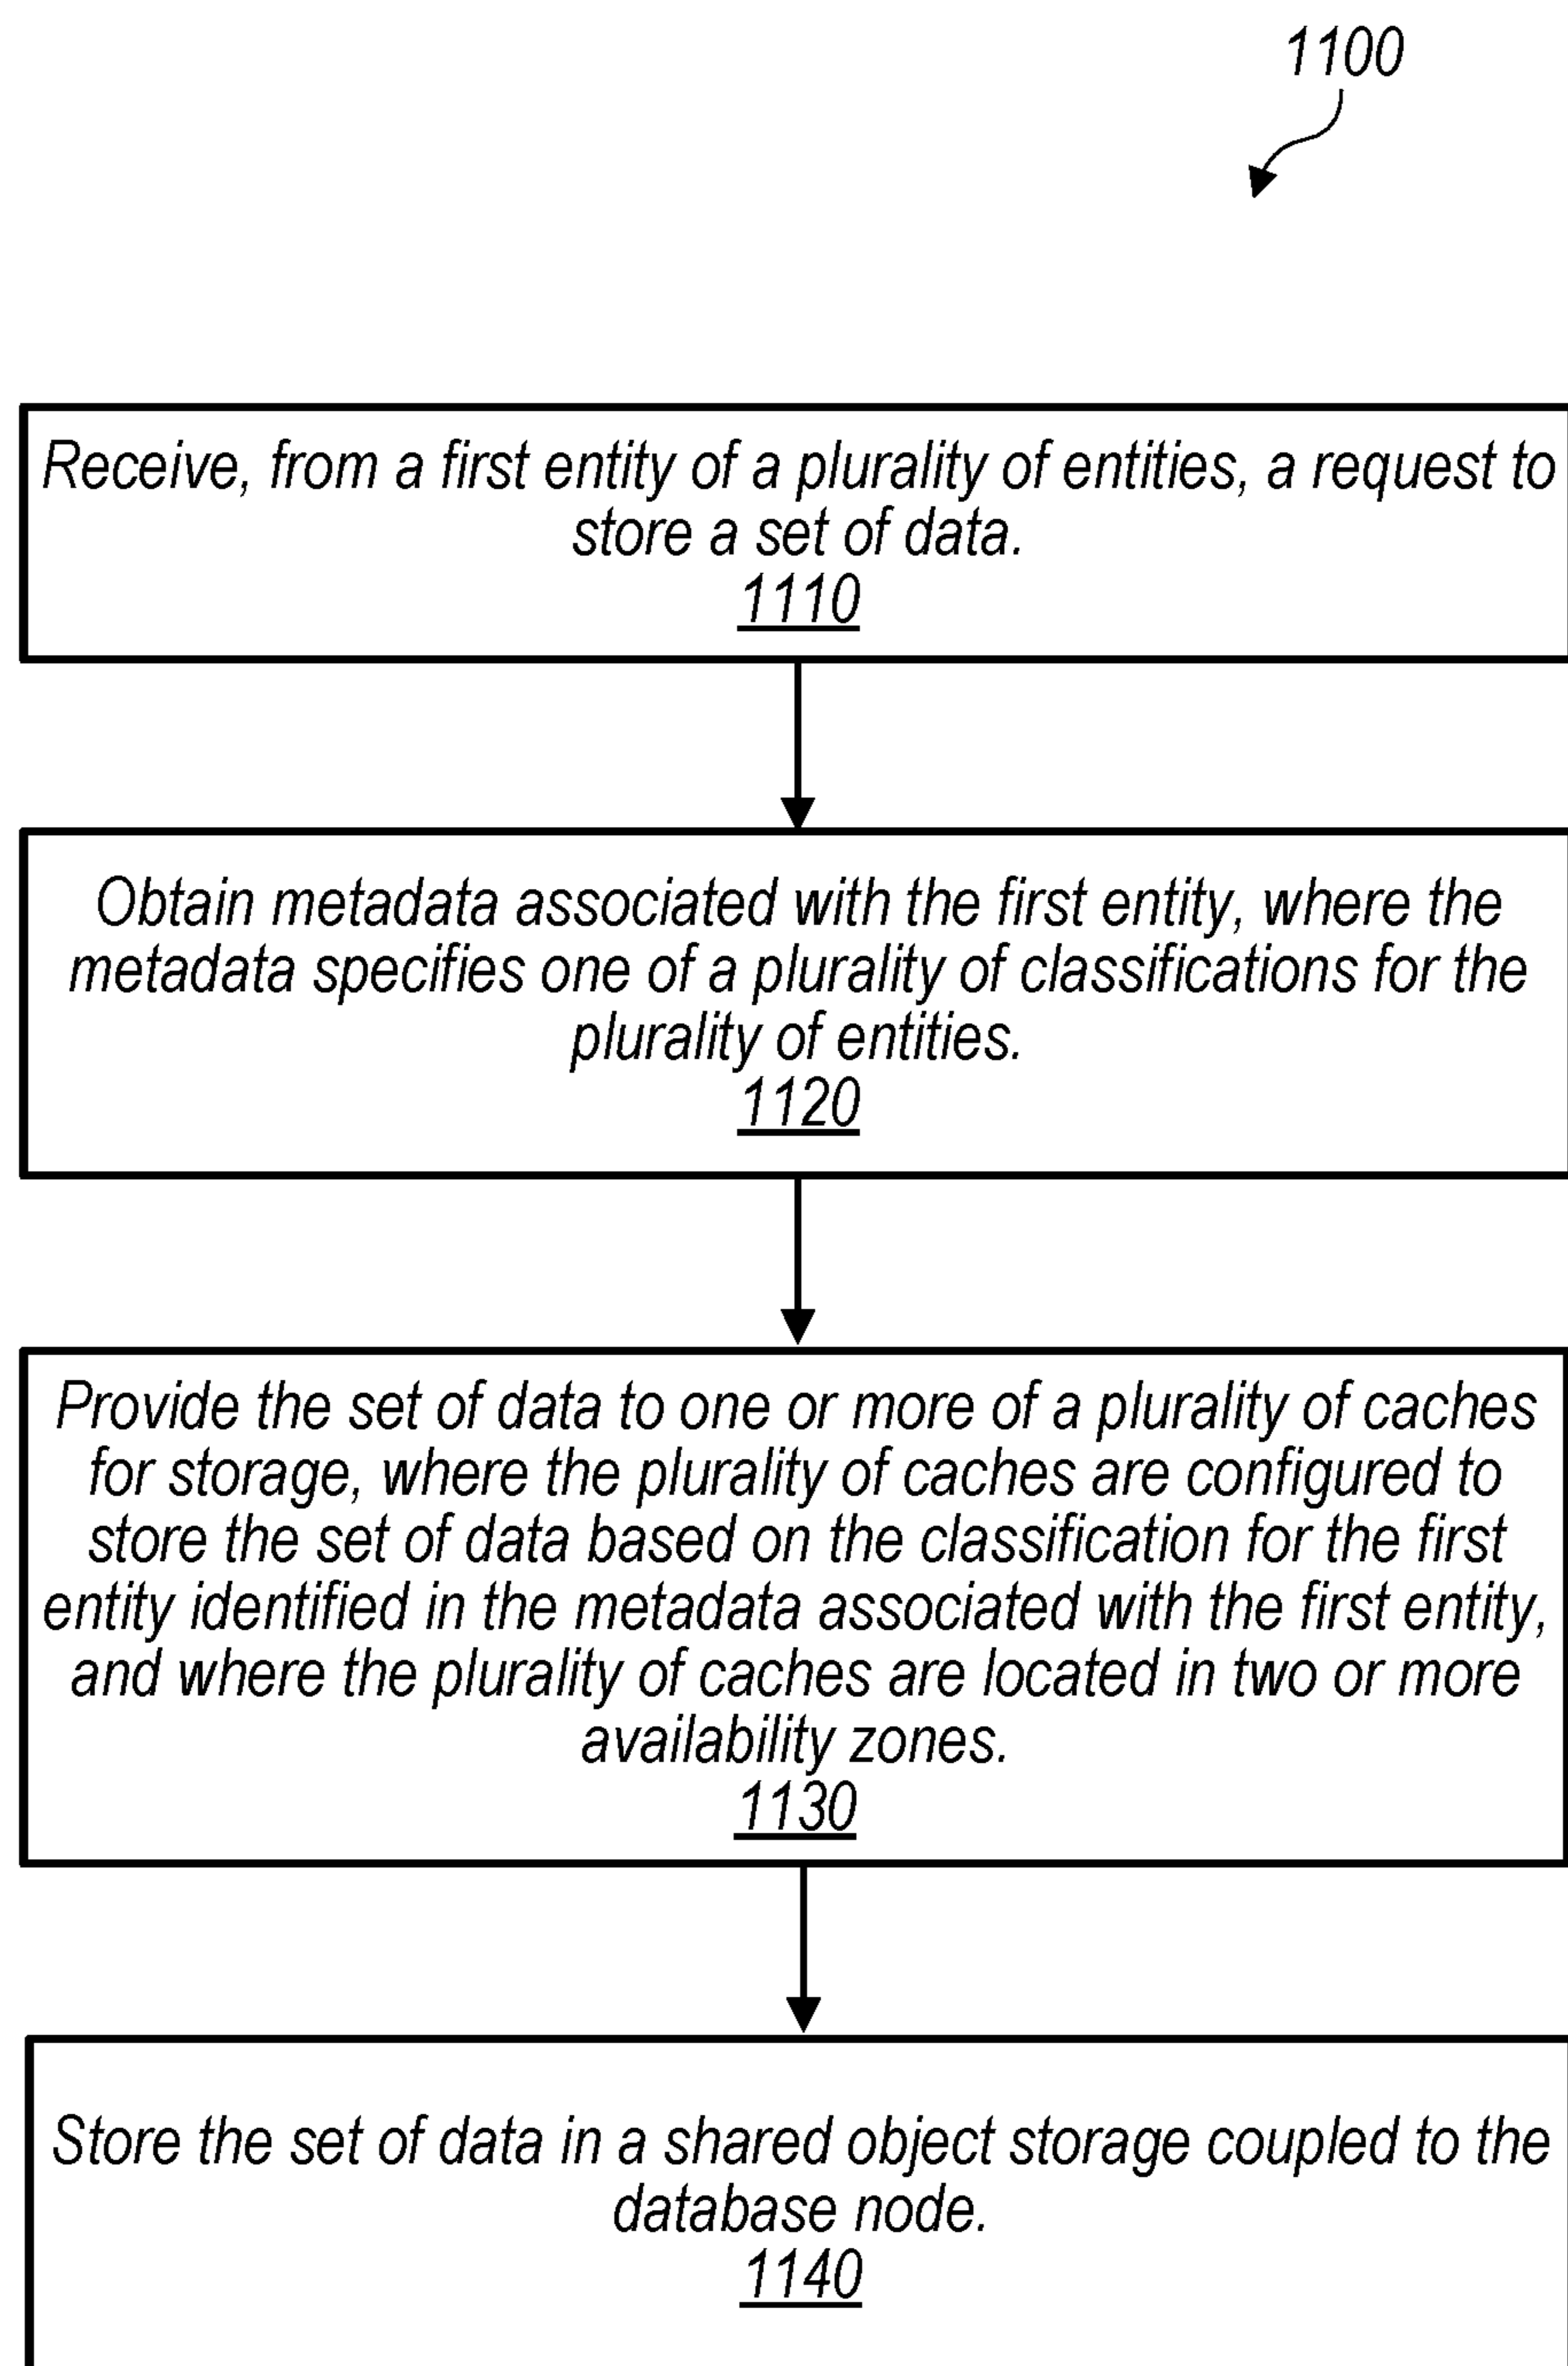 1100
Receive, from a first entity of a plurality of entities, a request to
store a set of data.
1110
Obtain metadata associated with the first entity, where the
metadata specifies one of a plurality of classifications for the
plurality of entities.
1120
Provide the set of data to one or more of a plurality of caches
for storage, where the plurality of caches are configured to
store the set of data based on the classification for the first
entity identified in the metadata associated with the first entity,
and where the plurality of caches are located in two or more
availability zones.
1130
Store the set of data in a shared object storage coupled to the
database node.
1140